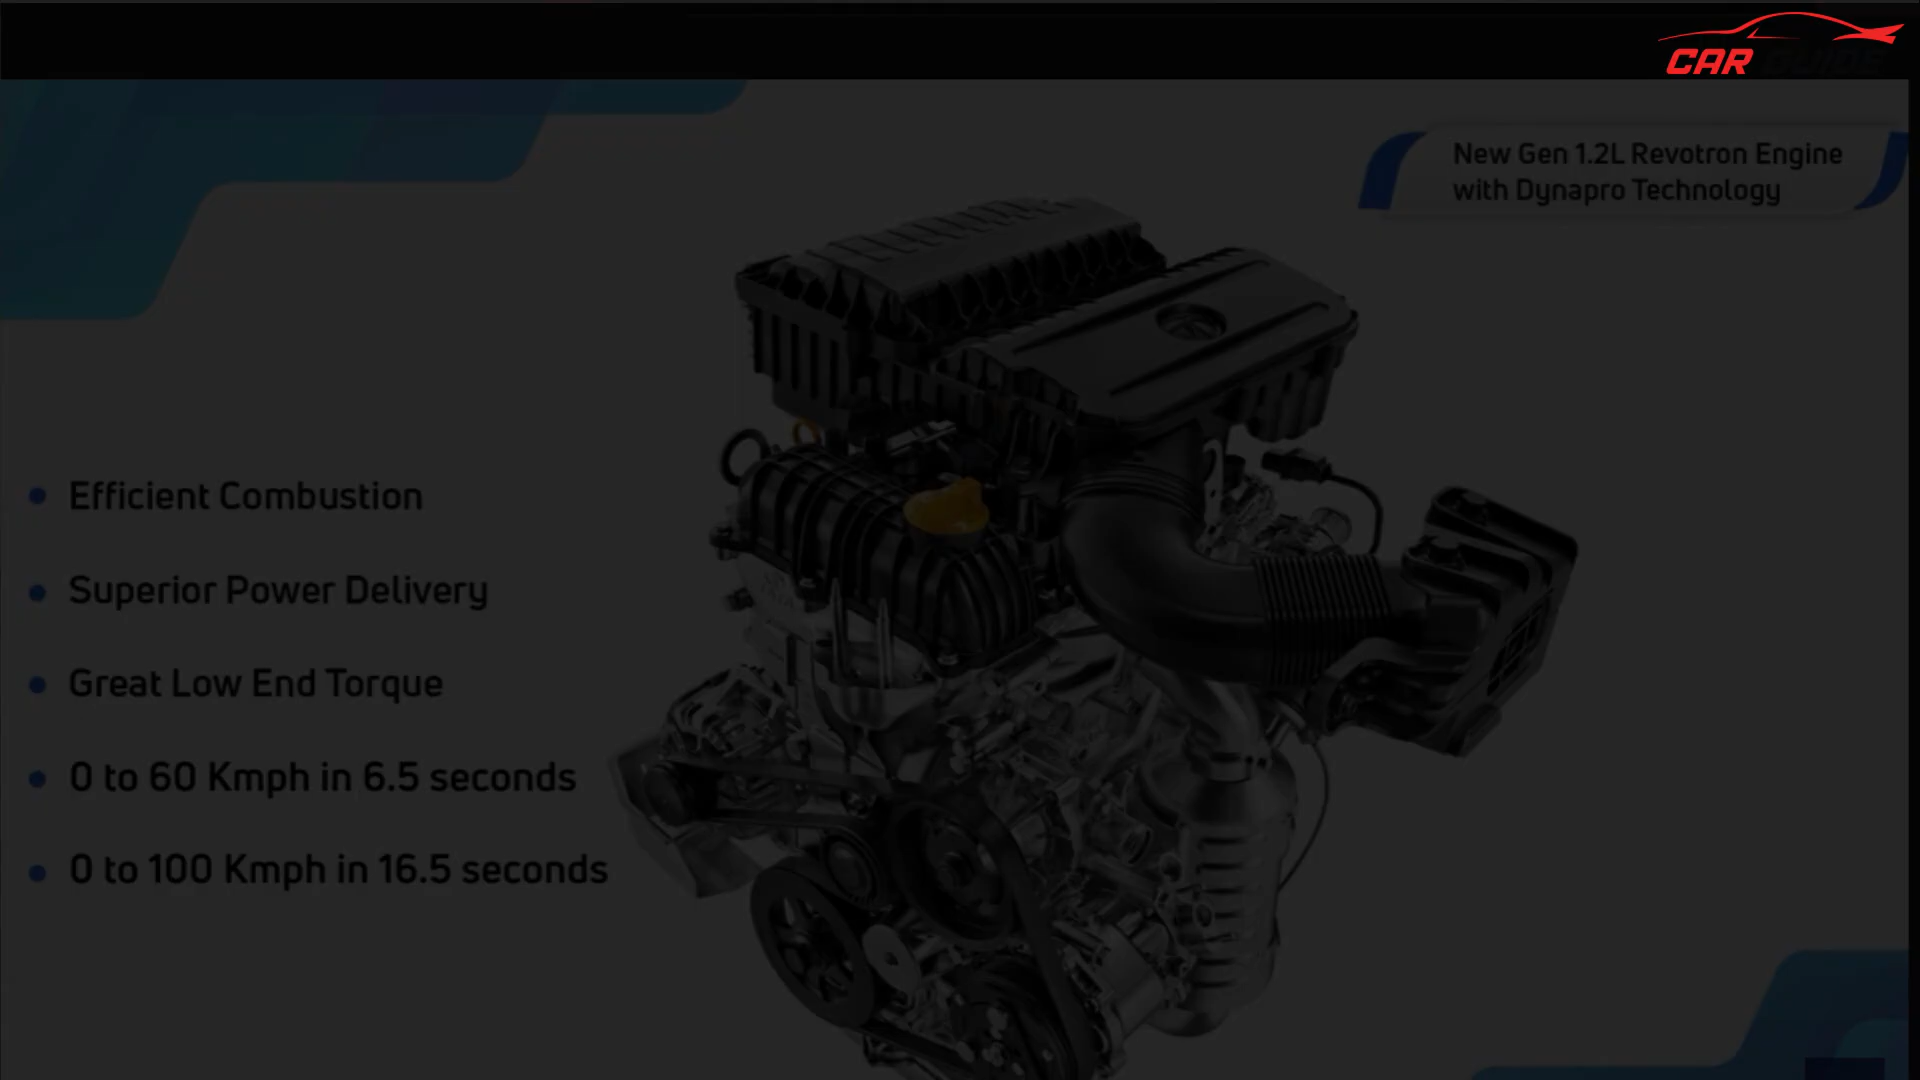 CAR GUIDE
New Gen 1.2L Revotron Engine
with Dynapro Technology
Efficient Combustion
Superior Power Delivery
Great Low End Torque
0 to 60 Kmph in 6.5 seconds
0 to 100 Kmph in 16.5 seconds